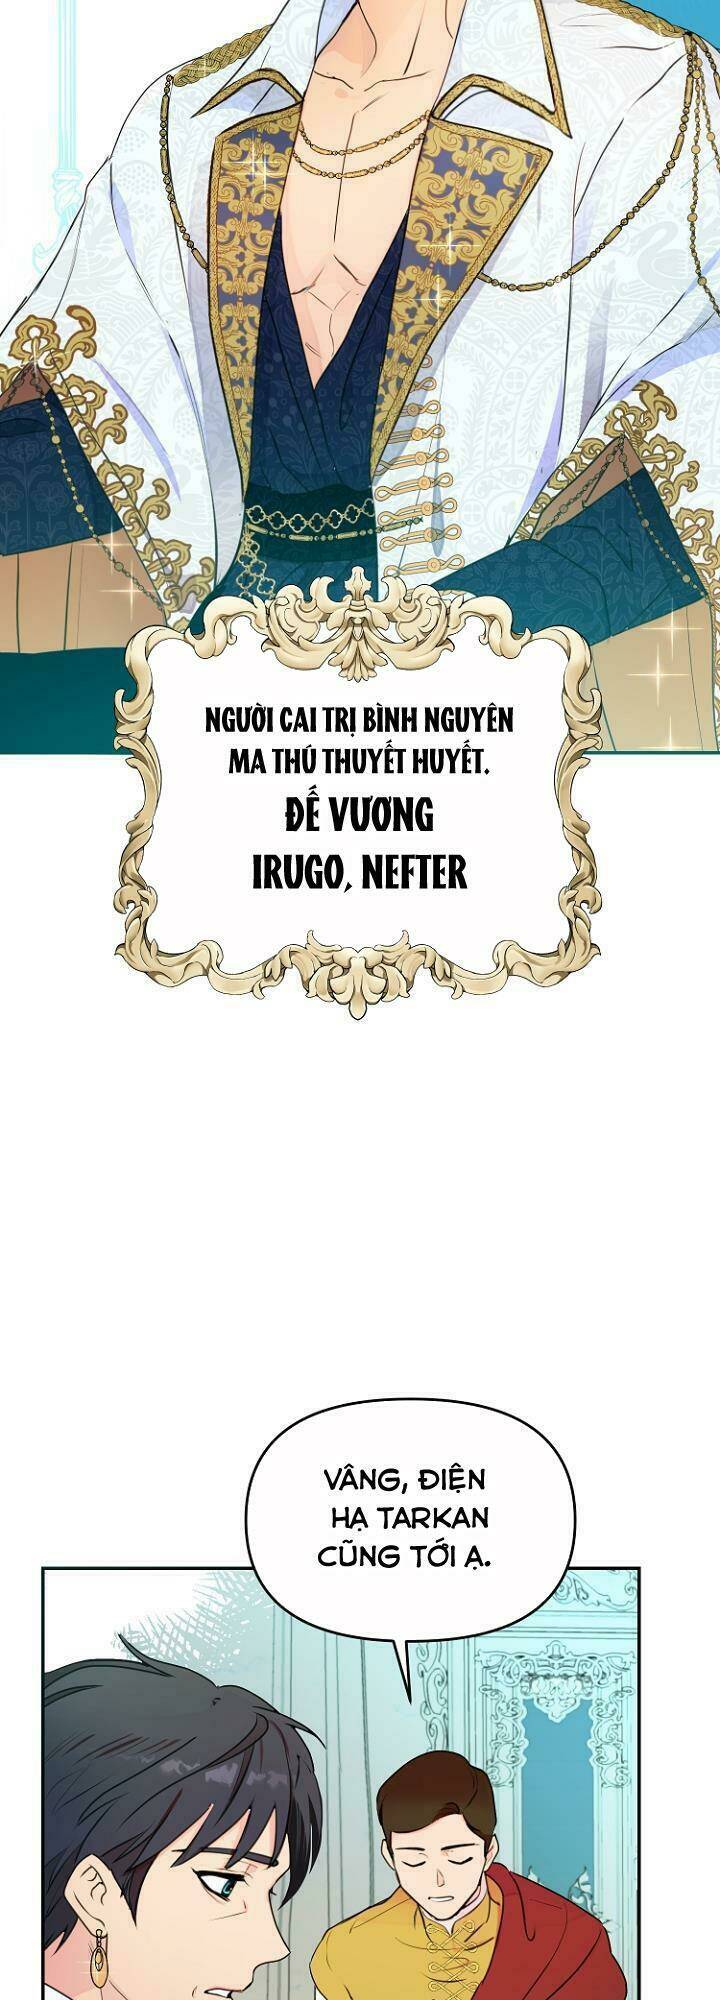 NGƯỜI CAI TRỊ BÌNH NGUYÊN
MA THÚ THUYẾT HUYẾT.
ĐẾ VƯƠNG
IRUGO, NEFTER
VÂNG, ĐIỆN
HẠ TARKAN
CŨNG TỚI Ạ.